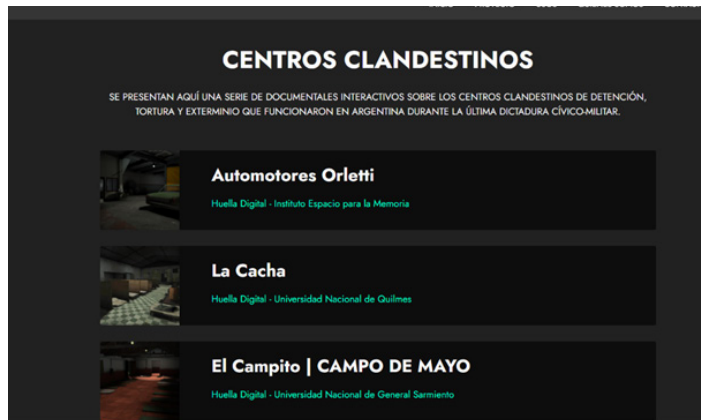 CENTROS CLANDESTINOS
SE PRESENTAN AQUÍ UNA SERIE DE DOCUMENTALES INTERACTIVOS SOBRE LOS CENTROS CLANDESTINOS DE DETENCIÓN,
TORTURA Y EXTERMINIO QUE FUNCIONARON EN ARGENTINA DURANTE LA ÚLTIMA DICTADURA CÍVICO-MILITAR.
Automotores Orletti
Huella Digital - Instituto Espacio para la Memoria
La Cacha
Huella Digital - Universidad Nacional de Quilmes
El Campito | CAMPO DE MAYO
Huella Digital - Universidad Nacional de General Sarmiento